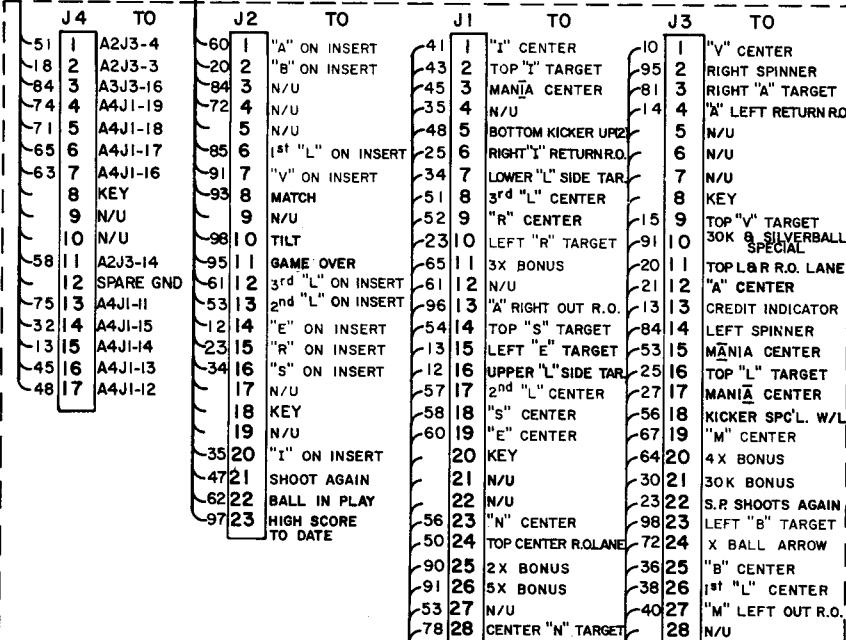 J4 TO
51 1 A2J3-4
18 2 A2J3-3
84 3 A3J3-16
74 4 A4J1-19
71 5 A4J1-18
65 6 A4J1-17
63 7 A4J1-16
8 KEY
9 N/U
10 N/U
58 11 A2J3-14
12 SPARE GND
75 13 A4J1-11
32 14 A4J1-15
13 15 A4J1-14
45 16 A4J1-13
48 17 A4J1-12
J2 TO
60 1 "A" ON INSERT
20 2 "B" ON INSERT
84 3 N/U
72 4 N/U
5 N/U
85 6 1st "L" ON INSERT
91 7 "V" ON INSERT
93 8 MATCH
9 N/U
98 10 TILT
95 11 GAME OVER
61 12 3rd "L" ON INSERT
53 13 2nd "L" ON INSERT
12 14 "E" ON INSERT
23 15 "R" ON INSERT
34 16 "S" ON INSERT
17 N/U
18 KEY
19 N/U
35 20 "I" ON INSERT
47 21 SHOOT AGAIN
62 22 BALL IN PLAY
97 23 HIGH SCORE
TO DATE
J1 TO
41 1 "I" CENTER
43 2 TOP "I" TARGET
45 3 MANĪA CENTER
35 4 N/U
48 5 BOTTOM KICKER UP(2)
25 6 RIGHT "I" RETURN R.O.
34 7 LOWER "L" SIDE TAR.
51 8 3rd "L" CENTER
52 9 "R" CENTER
23 10 LEFT "R" TARGET
65 11 3X BONUS
61 12 N/U
96 13 "A" RIGHT OUT R.O.
54 14 TOP "S" TARGET
13 15 LEFT "E" TARGET
12 16 UPPER "L" SIDE TAR.
57 17 2nd "L" CENTER
58 18 "S" CENTER
60 19 "E" CENTER
20 KEY
21 N/U
22 N/U
56 23 "N" CENTER
50 24 TOP CENTER R.O.LANE
90 25 2X BONUS
91 26 5X BONUS
53 27 N/U
78 28 CENTER "N" TARGET
J3 TO
10 1 "V" CENTER
95 2 RIGHT SPINNER
81 3 RIGHT "A" TARGET
14 4 "A" LEFT RETURN R.O
5 N/U
6 N/U
7 N/U
8 KEY
15 9 TOP "V" TARGET
91 10 30K & SILVERBALL
SPECIAL
20 11 TOP L&R R.O. LANE
21 12 "A" CENTER
13 13 CREDIT INDICATOR
84 14 LEFT SPINNER
53 15 MĀNIA CENTER
25 16 TOP "L" TARGET
27 17 MANIĀ CENTER
56 18 KICKER SPC'L. W/L
67 19 "M" CENTER
64 20 4X BONUS
30 21 30K BONUS
23 22 S.P. SHOOTS AGAIN
98 23 LEFT "B" TARGET
72 24 X BALL ARROW
36 25 "B" CENTER
38 26 1st "L" CENTER
40 27 "M" LEFT OUT R.O.
28 N/U